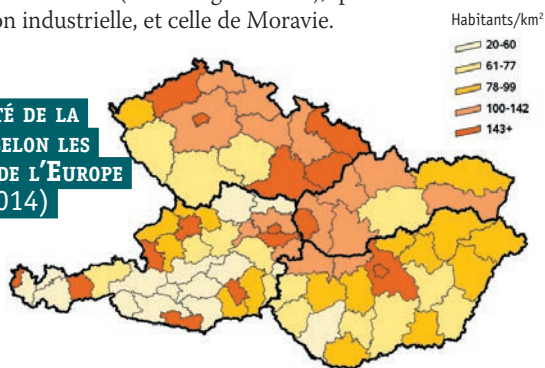 on industrielle, et celle de Moravie.
Habitants/km²
20-60
61-77
78-99
100-142
143+
TÉ DE LA
SELON LES
DE L'EUROPE
014)